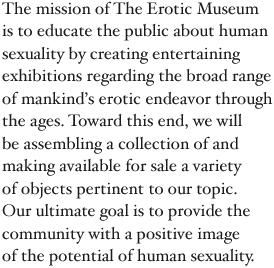 The mission of The Erotic Museum
is to educate the public about human
sexuality by creating entertaining
exhibitions regarding the broad range
of mankind’s erotic endeavor through
the ages. Toward this end, we will
be assembling a collection of and
making available for sale a variety
of objects pertinent to our topic.
Our ultimate goal is to provide the
community with a positive image
of the potential of human sexuality.